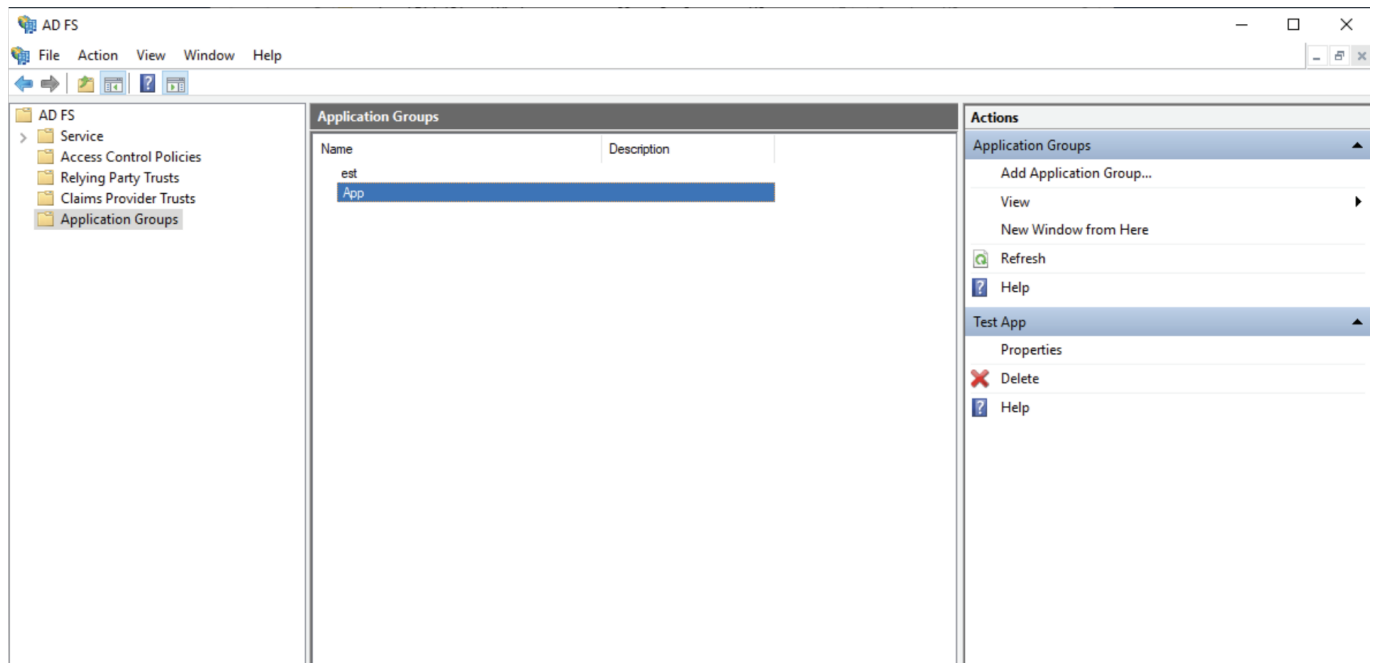 AD FS
File Action View Window Help
AD FS
Service
Access Control Policies
Relying Party Trusts
Claims Provider Trusts
Application Groups
Application Groups
Name Description
est
App
Actions
Application Groups
Add Application Group...
View
New Window from Here
Refresh
Help
Test App
Properties
Delete
Help